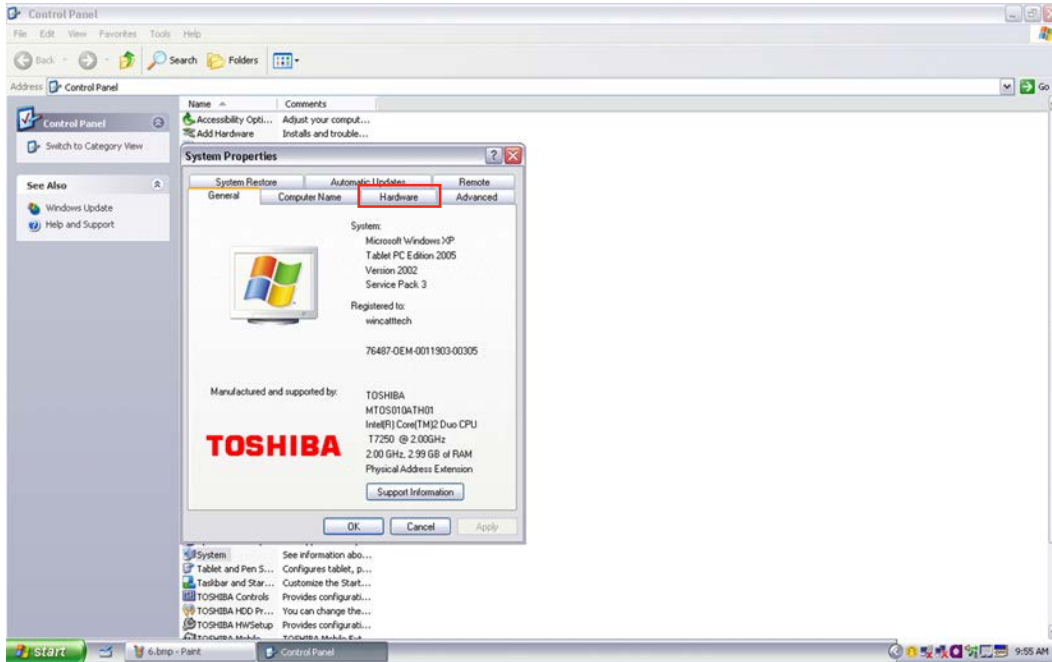 Control Panel
File Edit View Favorites Tools Help
Back Search Folders
Address Control Panel Go
Name Comments
Control Panel
Switch to Category View
See Also
Windows Update
Help and Support
Accessibility Opti... Adjust your comput...
Add Hardware Installs and trouble...
System Properties
System Restore Automatic Updates Remote
General Computer Name Hardware Advanced
System:
Microsoft Windows XP
Tablet PC Edition 2005
Version 2002
Service Pack 3
Registered to:
wincatttech
76487-OEM-0011903-00305
Manufactured and supported by:
TOSHIBA
TOSHIBA
MTOS010ATH01
Intel(R) Core(TM)2 Duo CPU
T7250 @ 2.00GHz
2.00 GHz, 2.99 GB of RAM
Physical Address Extension
Support Information
OK Cancel Apply
System See information abo...
Tablet and Pen S... Configures tablet, p...
Taskbar and Star... Customize the Start...
TOSHIBA Controls Provides configurati...
TOSHIBA HDD Pr... You can change the...
TOSHIBA HWSetup Provides configurati...
start 6.bmp - Paint Control Panel 9:55 AM